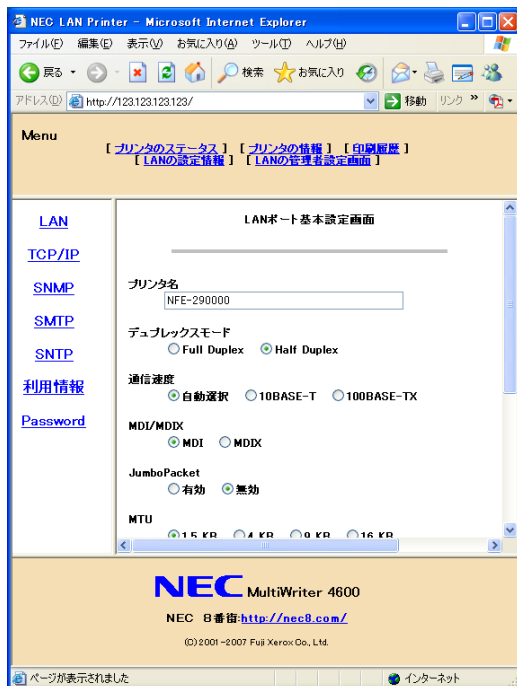 NEC LAN Printer - Microsoft Internet Explorer
ファイル(F) 編集(E) 表示(V) お気に入り(A) ツール(T) ヘルプ(H)
戻る 検索 お気に入り
アドレス(D) http://123.123.123.123/ 移動 リンク »
Menu
[ プリンタのステータス ] [ プリンタの情報 ] [ 印刷履歴 ]
[ LANの設定情報 ] [ LANの管理者設定画面 ]
LAN
TCP/IP
SNMP
SMTP
SNTP
利用情報
Password
LANポート基本設定画面
プリンタ名
NFE-290000
デュプレックスモード
Full Duplex Half Duplex
通信速度
自動選択 10BASE-T 100BASE-TX
MDI/MDIX
MDI MDIX
JumboPacket
有効 無効
MTU
1.5 KB 4 KB 9 KB 16 KB
NEC MultiWriter 4600
NEC 8番街:http://nec8.com/
(C)2001-2007 Fuji Xerox Co., Ltd.
ページが表示されました インターネット